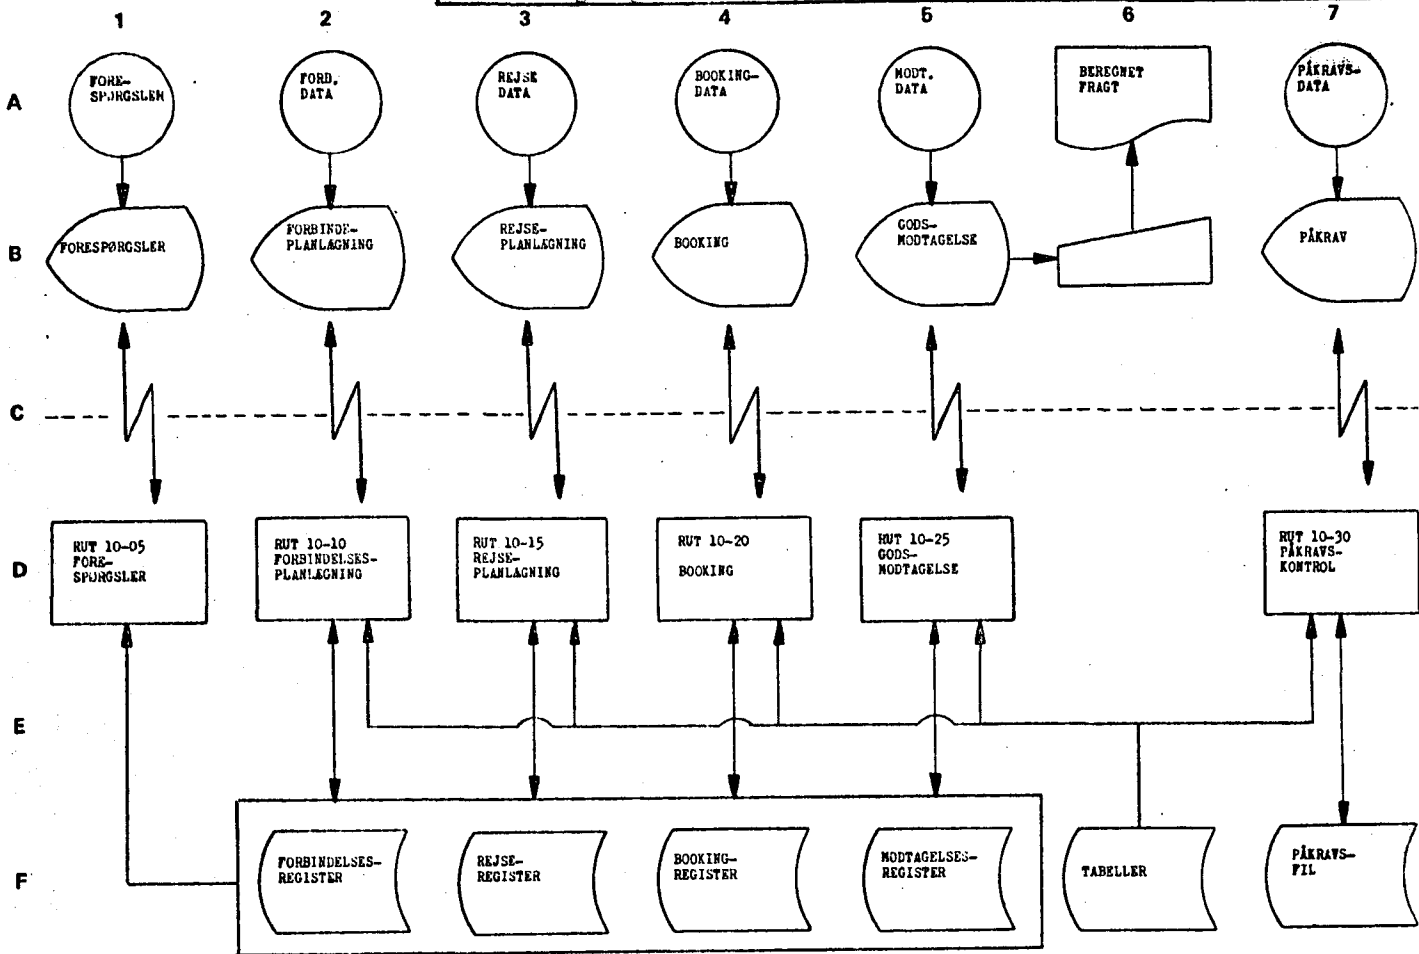 1 2 3 4 5 6 7
A
FORE-
SPØRGSLER
FORB.
DATA
REJSE
DATA
BOOKING-
DATA
MODT.
DATA
BEREGNET
FRAGT
PÅKRAVS-
DATA
B
FORESPØRGSLER
FORBINDE-
PLANLÆGNING
REJSE-
PLANLÆGNING
BOOKING
GODS-
MODTAGELSE
PÅKRAV
C
D
RUT 10-05
FORE-
SPØRGSLER
RUT 10-10
FORBINDELSES-
PLANLÆGNING
RUT 10-15
REJSE-
PLANLÆGNING
RUT 10-20
BOOKING
RUT 10-25
GODS-
MODTAGELSE
RUT 10-30
PÅKRAVS-
KONTROL
E
F
FORBINDELSES-
REGISTER
REJSE-
REGISTER
BOOKING-
REGISTER
MODTAGELSES-
REGISTER
TABELLER
PÅKRAVS-
FIL